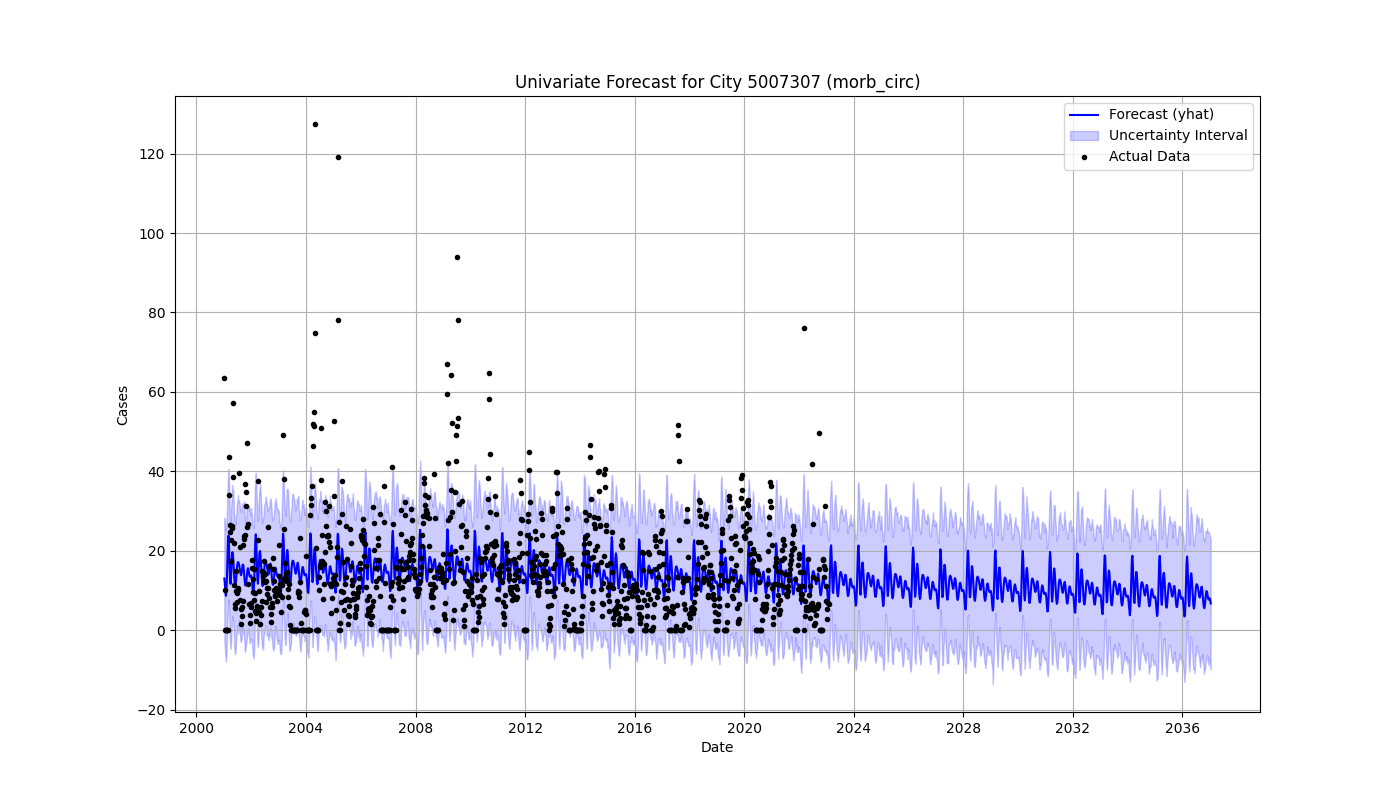 Univariate Forecast for City 5007307 (morb_circ)
Forecast (yhat)
Uncertainty Interval
Actual Data
Cases
120
100
80
60
40
20
0
−20
2000 2004 2008 2012 2016 2020 2024 2028 2032 2036
Date